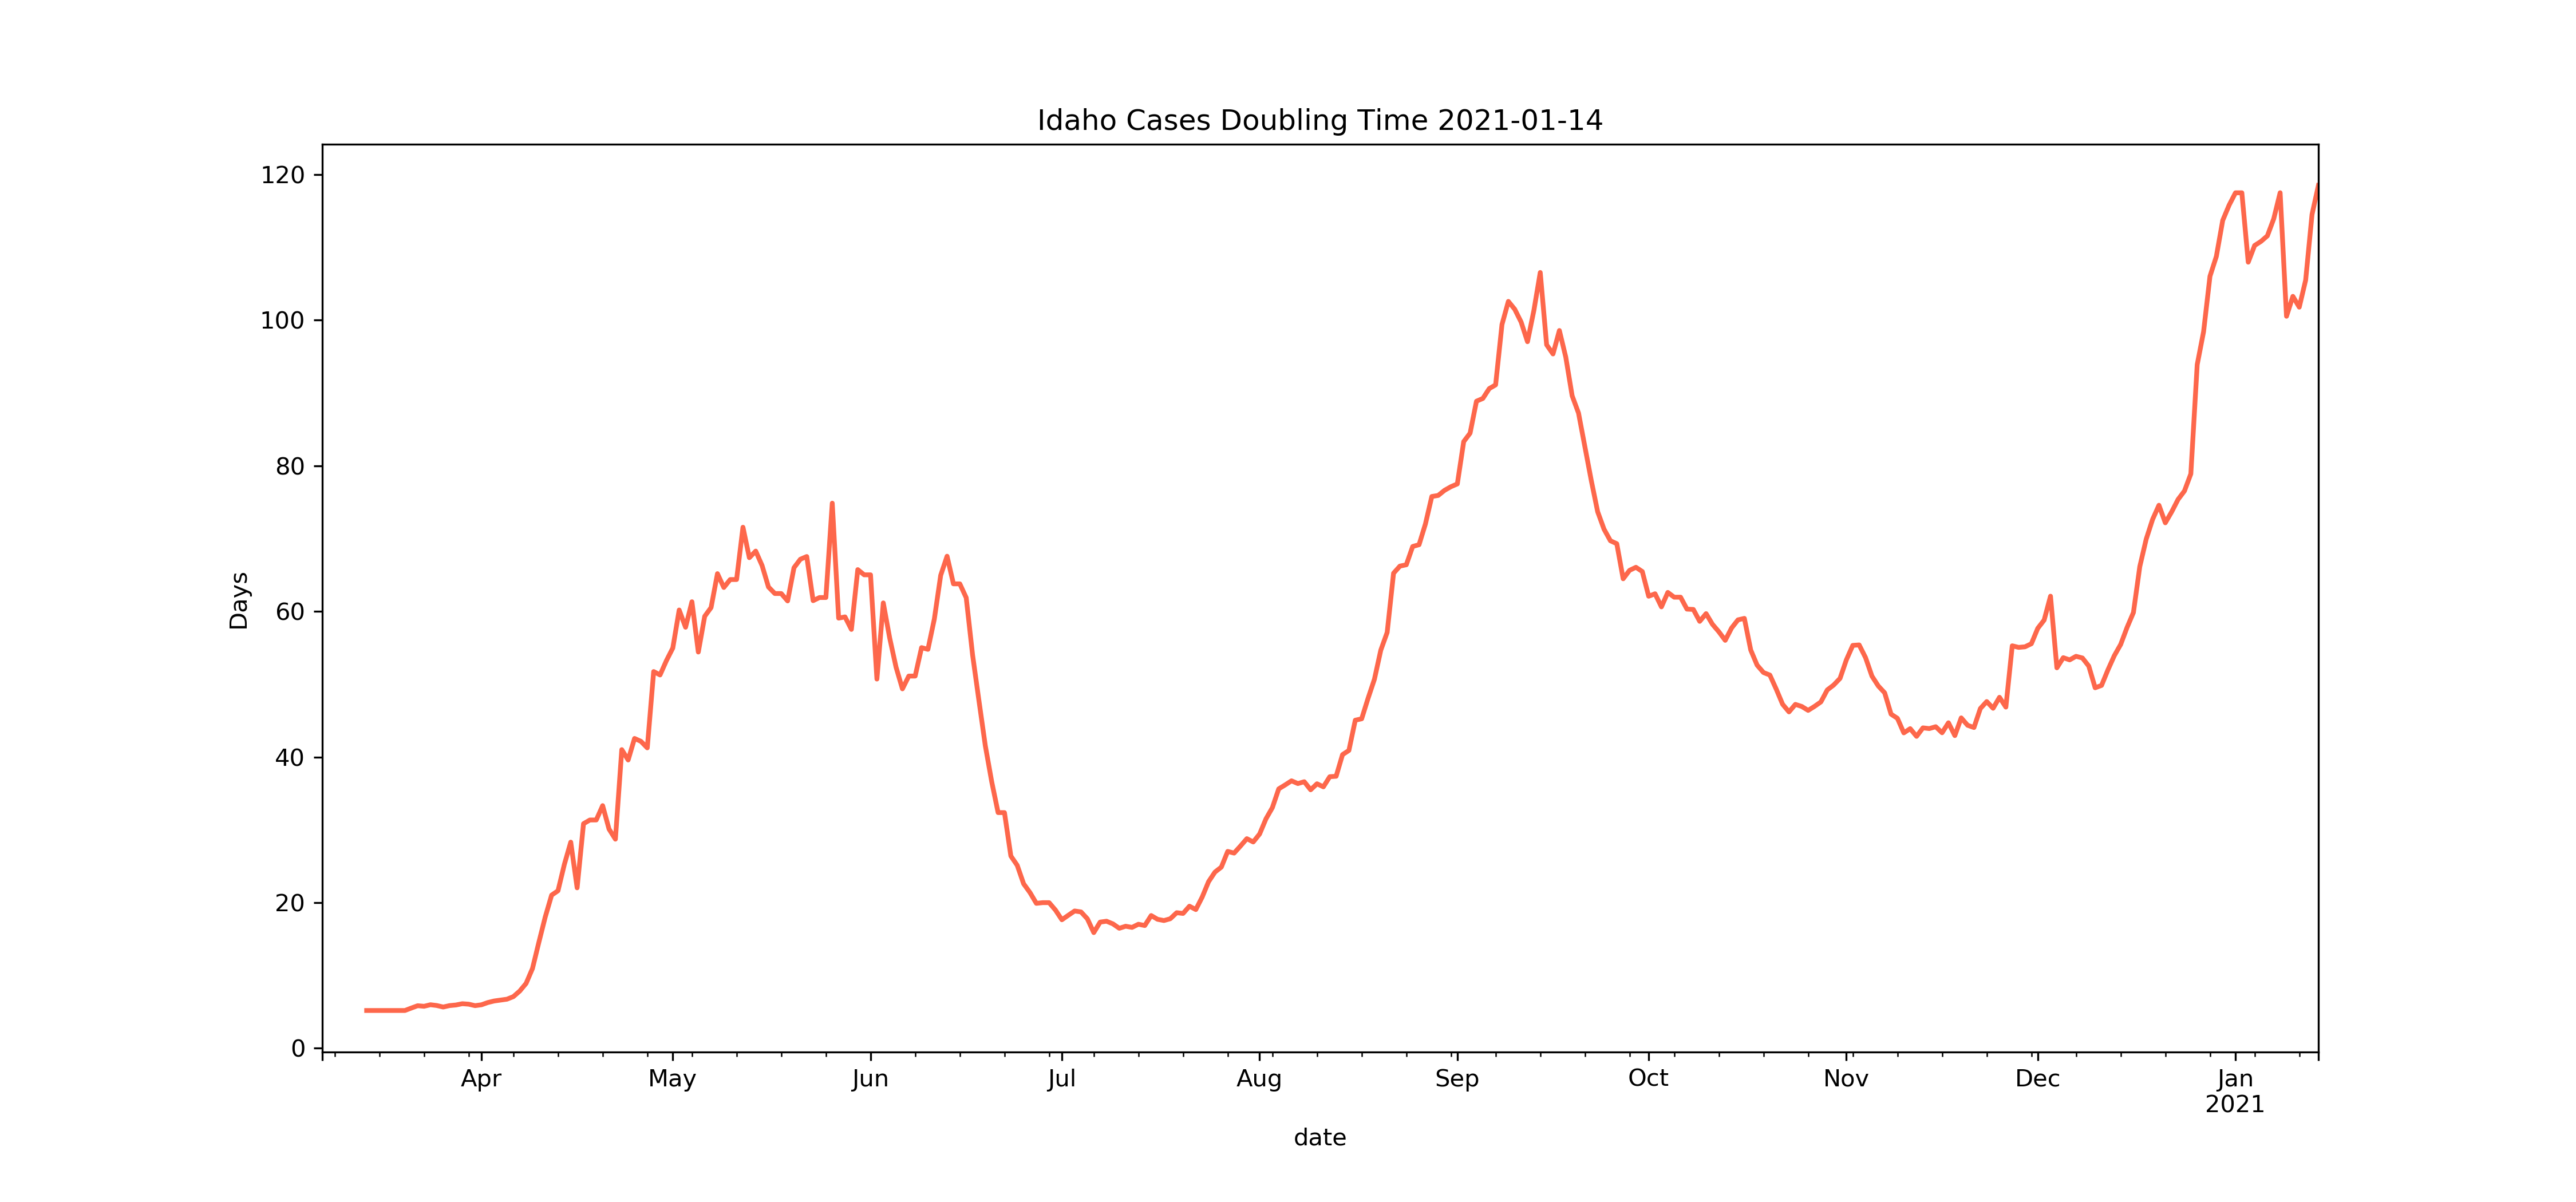 Idaho Cases Doubling Time 2021-01-14
120
100
80
60
40
20
0
Days
Apr May Jun Jul Aug Sep Oct Nov Dec Jan
2021
date